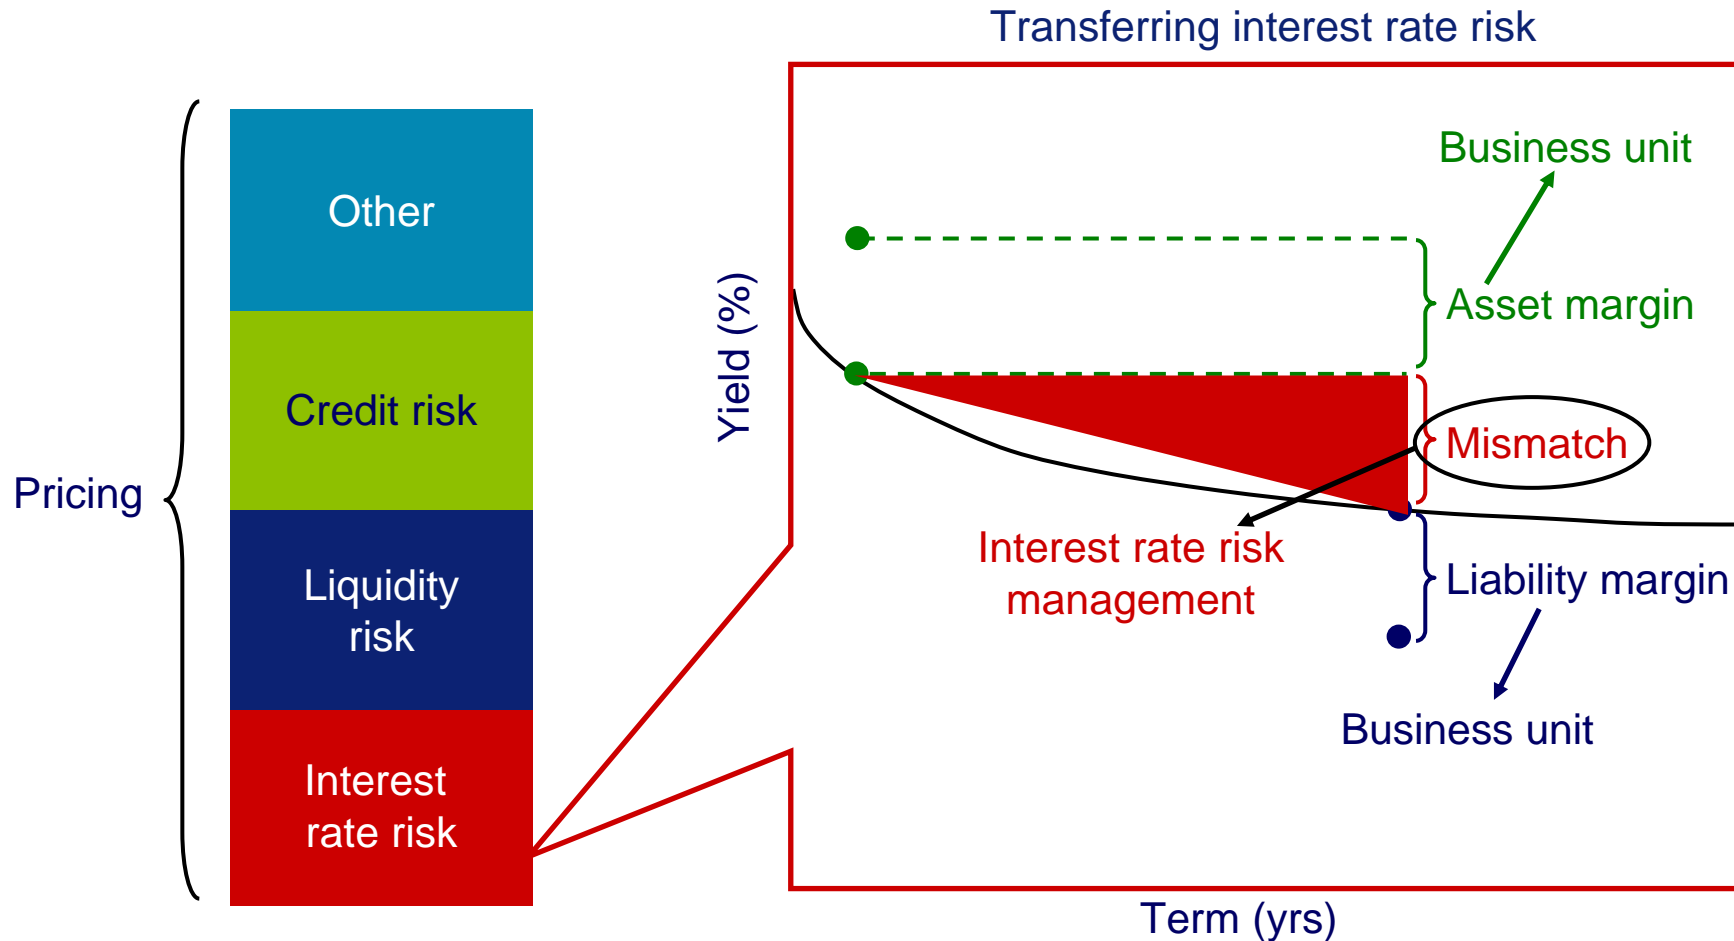 Transferring interest rate risk
Pricing
Other
Credit risk
Liquidity
risk
Interest
rate risk
Yield (%)
Business unit
Asset margin
Mismatch
Interest rate risk
management
Liability margin
Business unit
Term (yrs)